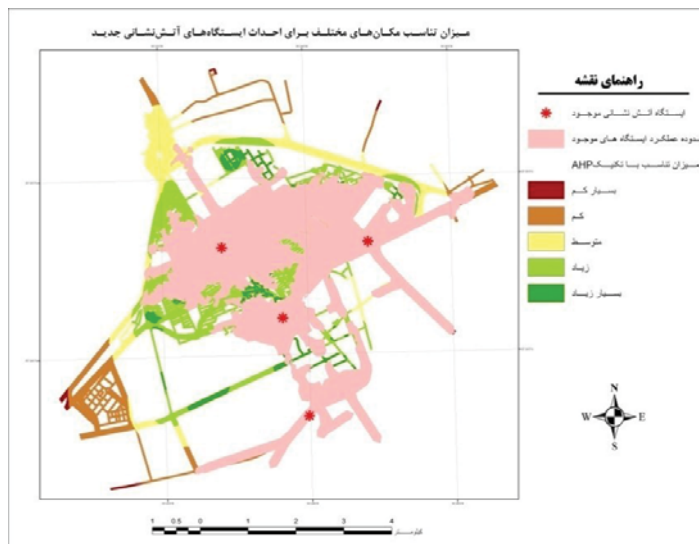 میزان تناسب مکان‌های مختلف برای احداث ایستگاه‌های آتش‌نشانی جدید
راهنمای نقشه
ایستگاه آتش نشانی موجود
حدوده عملکرد ایستگاه های موجود
میزان تناسب با تکنیک AHP
بسیار کم
کم
متوسط
زیاد
بسیار زیاد
N
W E
S
1 0.5 0 1 2 3 4
کیلومتر